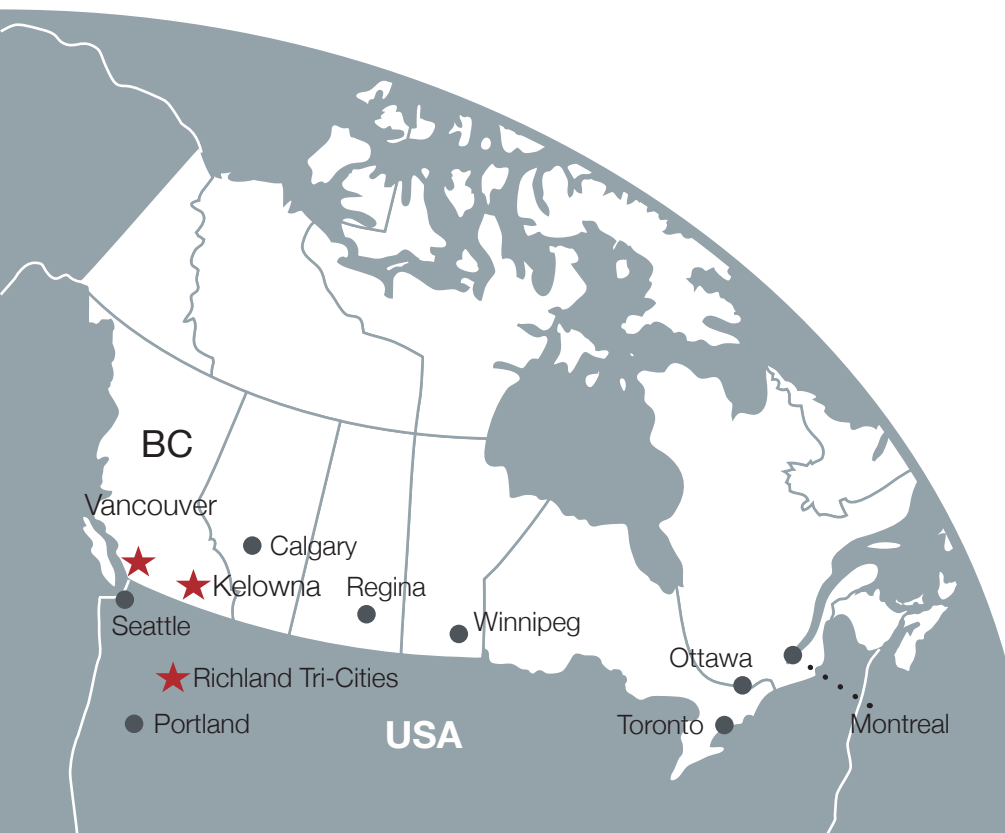 BC
Vancouver
Calgary
Kelowna
Regina
Seattle
Winnipeg
Ottawa
Richland Tri-Cities
Portland
USA
Toronto
Montreal